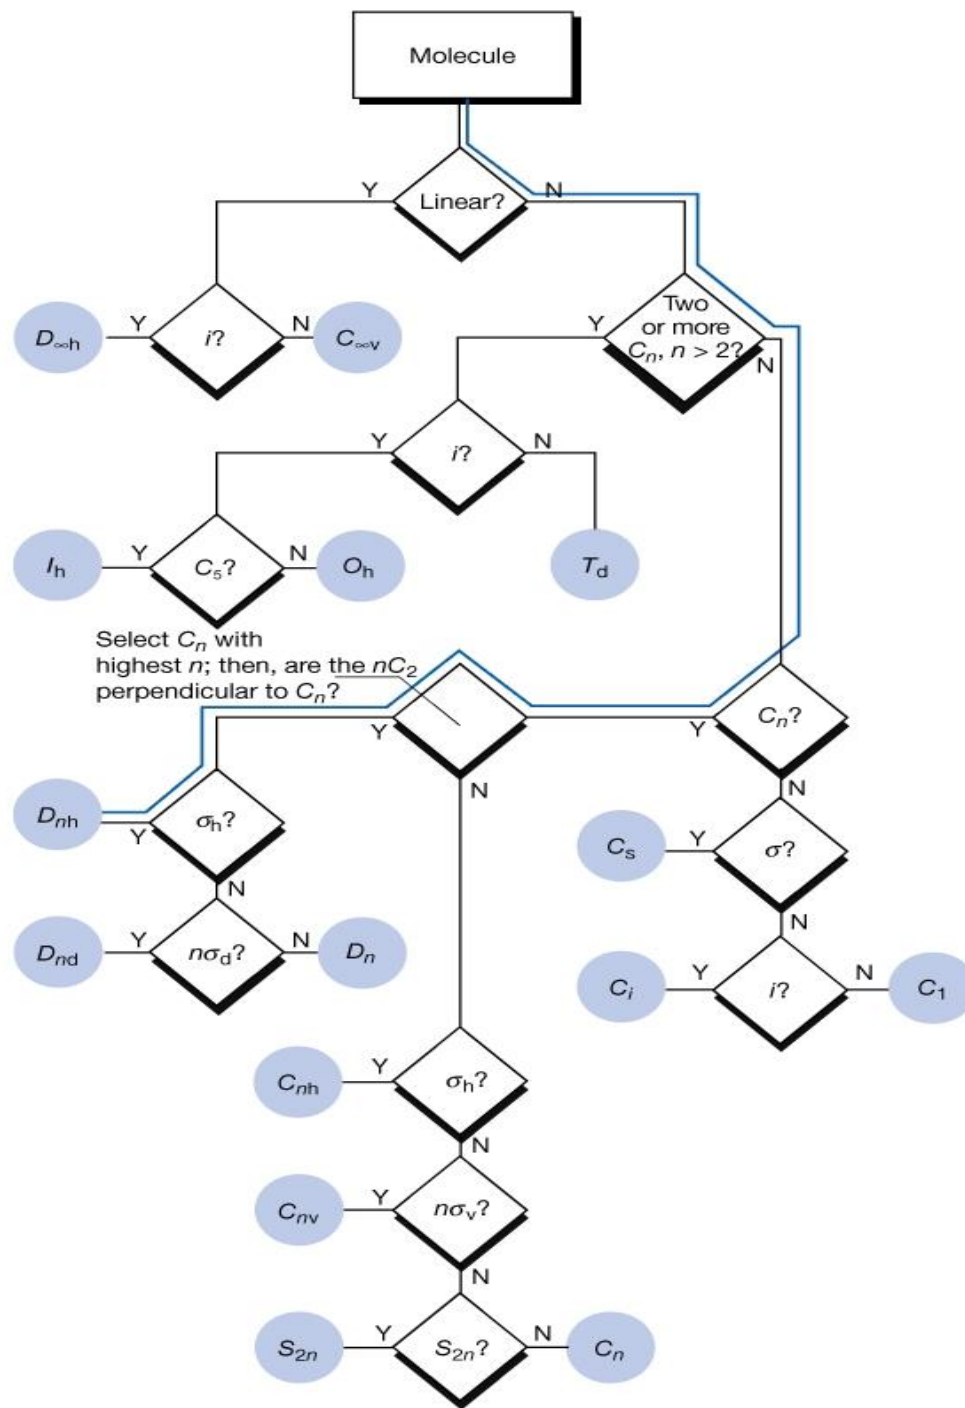 Molecule
Y
Linear?
N
Two
or more
Cₙ, n > 2?
Y
N
D∞h
Y
i?
N
C∞v
Y
i?
N
Ih
Y
C₅?
N
Oh
Td
Select Cₙ with
highest n; then, are the nC₂
perpendicular to Cₙ?
Y
N
Y
Cₙ?
N
Dnh
Y
σh?
N
Cs
Y
σ?
N
Dnd
Y
nσd?
N
Dn
Ci
Y
i?
N
C₁
Cnh
Y
σh?
N
Cnv
Y
nσv?
N
S₂ₙ
Y
S₂ₙ?
N
Cₙ